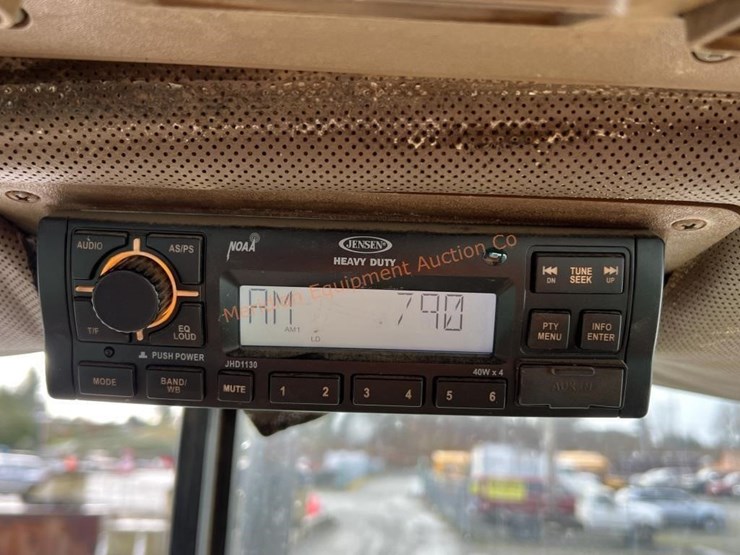 AUDIO
AS/PS
NOAA
JENSEN®
HEAVY DUTY
Equipment Auction Co
AM 790
AM1
LO
T/F
EQ
LOUD
PUSH POWER
TUNE
SEEK
DN
UP
PTY
MENU
INFO
ENTER
JHD1130
40W x 4
MODE
BAND/
WB
MUTE
1 2 3 4 5 6
AUX IN